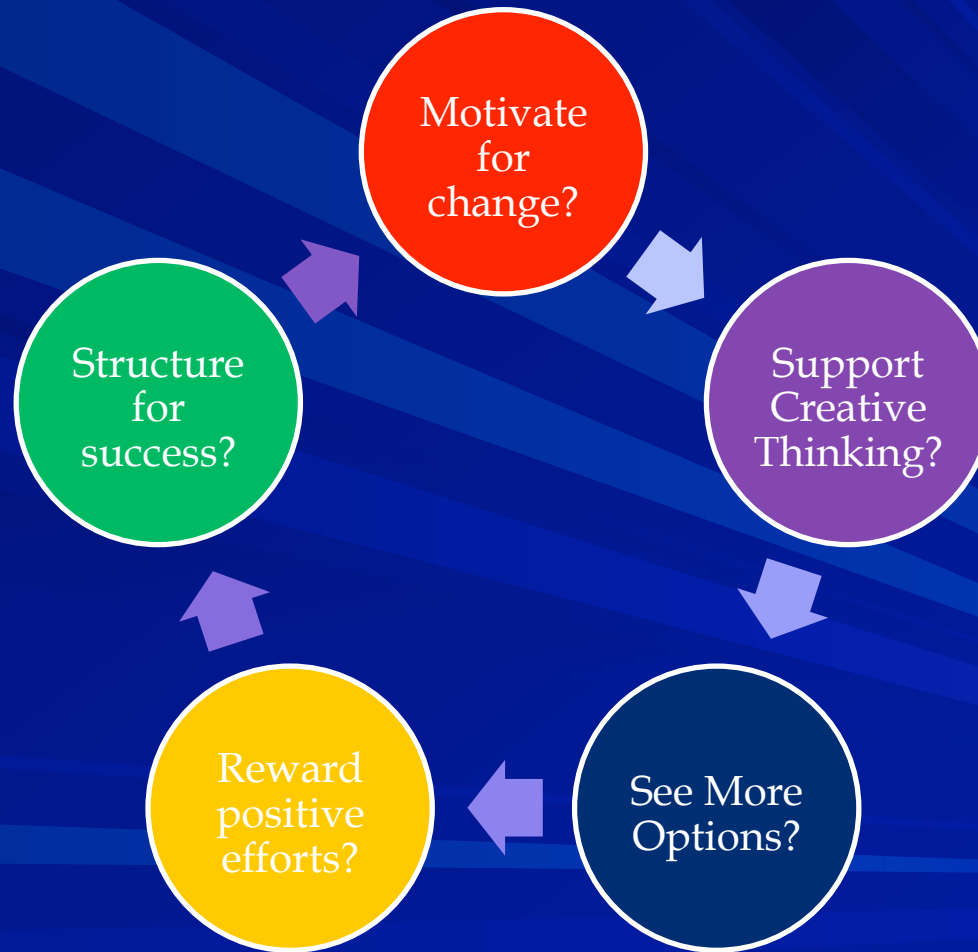 Motivate
for
change?
Support
Creative
Thinking?
See More
Options?
Reward
positive
efforts?
Structure
for
success?